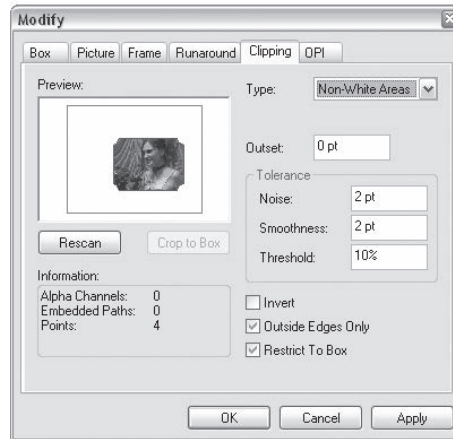 Modify
Box Picture Frame Runaround Clipping OPI
Preview:
Type: Non-White Areas
Outset: 0 pt
Tolerance
Noise: 2 pt
Smoothness: 2 pt
Threshold: 10%
Rescan Crop to Box
Information:
Alpha Channels: 0
Embedded Paths: 0
Points: 4
Invert
Outside Edges Only
Restrict To Box
OK Cancel Apply